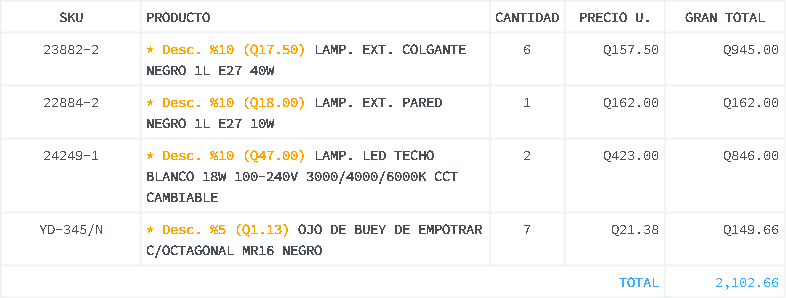 SKU PRODUCTO CANTIDAD PRECIO U. GRAN TOTAL
23882-2 ★ Desc. %10 (Q17.50) LAMP. EXT. COLGANTE 6 Q157.50 Q945.00
NEGRO 1L E27 40W
22884-2 ★ Desc. %10 (Q18.00) LAMP. EXT. PARED 1 Q162.00 Q162.00
NEGRO 1L E27 10W
24249-1 ★ Desc. %10 (Q47.00) LAMP. LED TECHO 2 Q423.00 Q846.00
BLANCO 18W 100-240V 3000/4000/6000K CCT
CAMBIABLE
YD-345/N ★ Desc. %5 (Q1.13) OJO DE BUEY DE EMPOTRAR 7 Q21.38 Q149.66
C/OCTAGONAL MR16 NEGRO
TOTAL 2,102.66